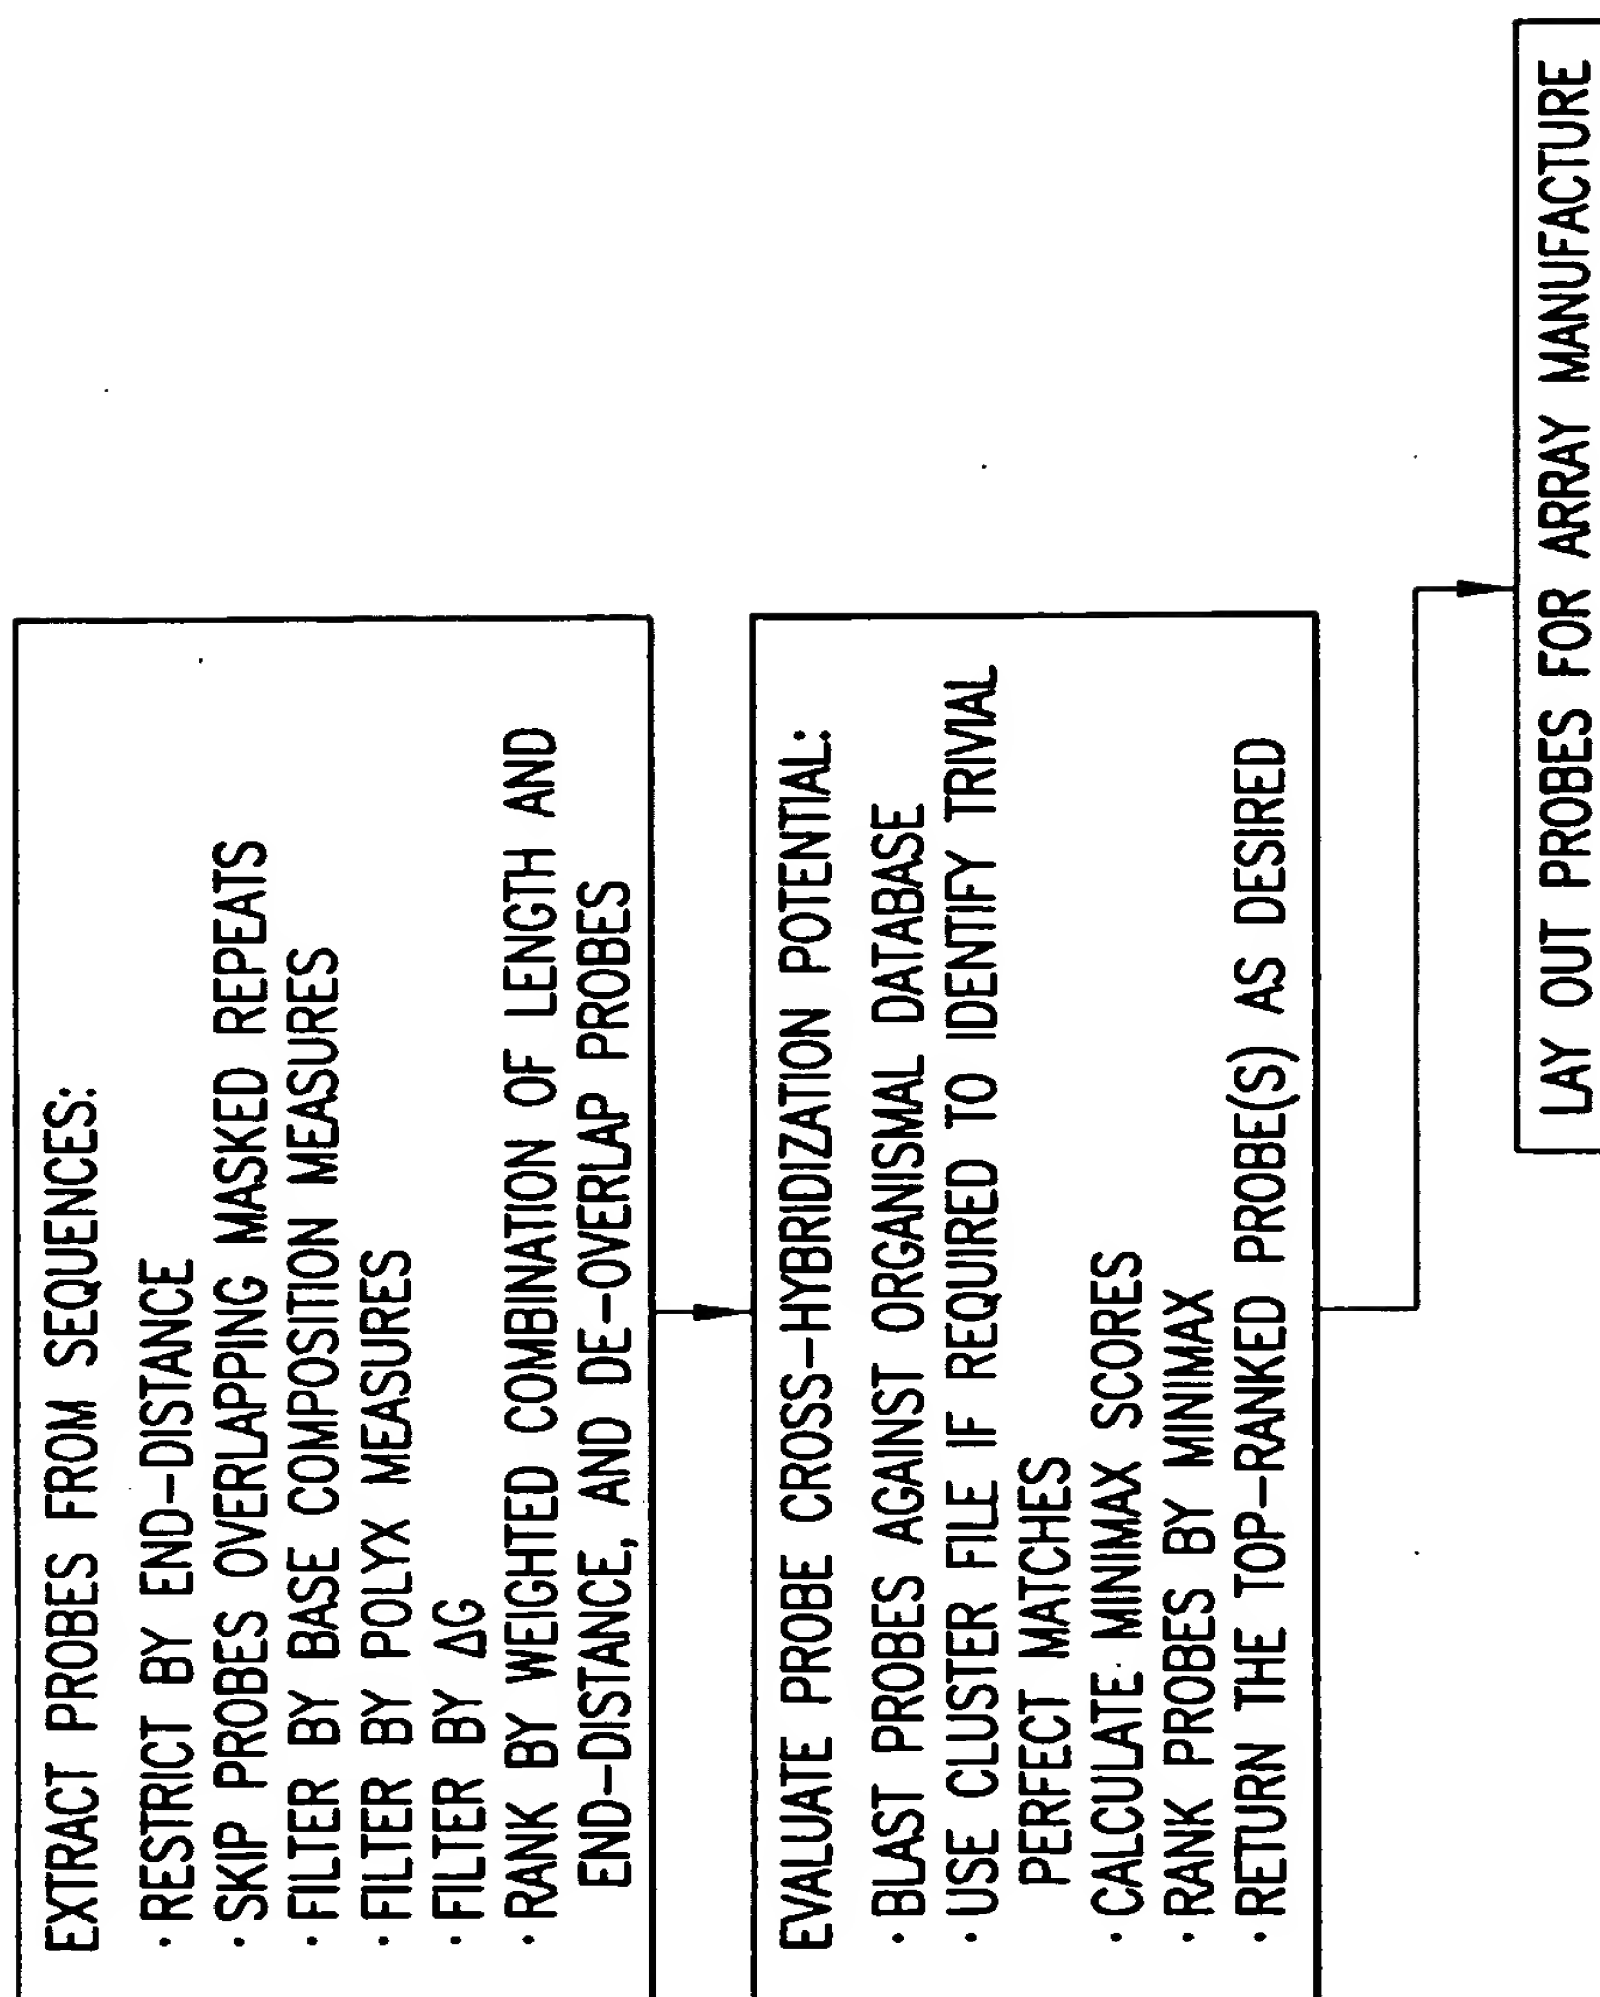 EXTRACT PROBES FROM SEQUENCES:
· RESTRICT BY END-DISTANCE
· SKIP PROBES OVERLAPPING MASKED REPEATS
· FILTER BY BASE COMPOSITION MEASURES
· FILTER BY POLYX MEASURES
· FILTER BY ΔG
· RANK BY WEIGHTED COMBINATION OF LENGTH AND
END-DISTANCE, AND DE-OVERLAP PROBES
EVALUATE PROBE CROSS-HYBRIDIZATION POTENTIAL:
· BLAST PROBES AGAINST ORGANISMAL DATABASE
· USE CLUSTER FILE IF REQUIRED TO IDENTIFY TRIVIAL
PERFECT MATCHES
· CALCULATE MINIMAX SCORES
· RANK PROBES BY MINIMAX
· RETURN THE TOP-RANKED PROBE(S) AS DESIRED
LAY OUT PROBES FOR ARRAY MANUFACTURE